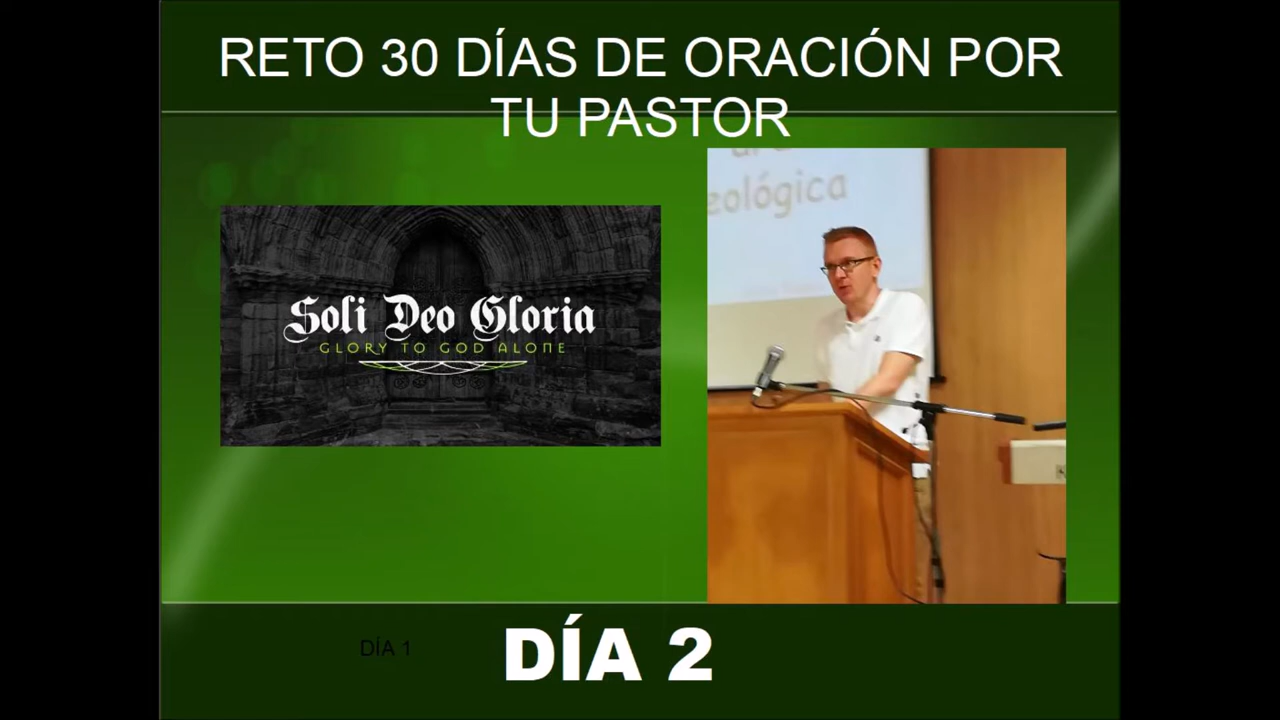 RETO 30 DÍAS DE ORACIÓN POR
TU PASTOR
eológica
Soli Deo Gloria
GLORY TO GOD ALONE
DÍA 1
DÍA 2